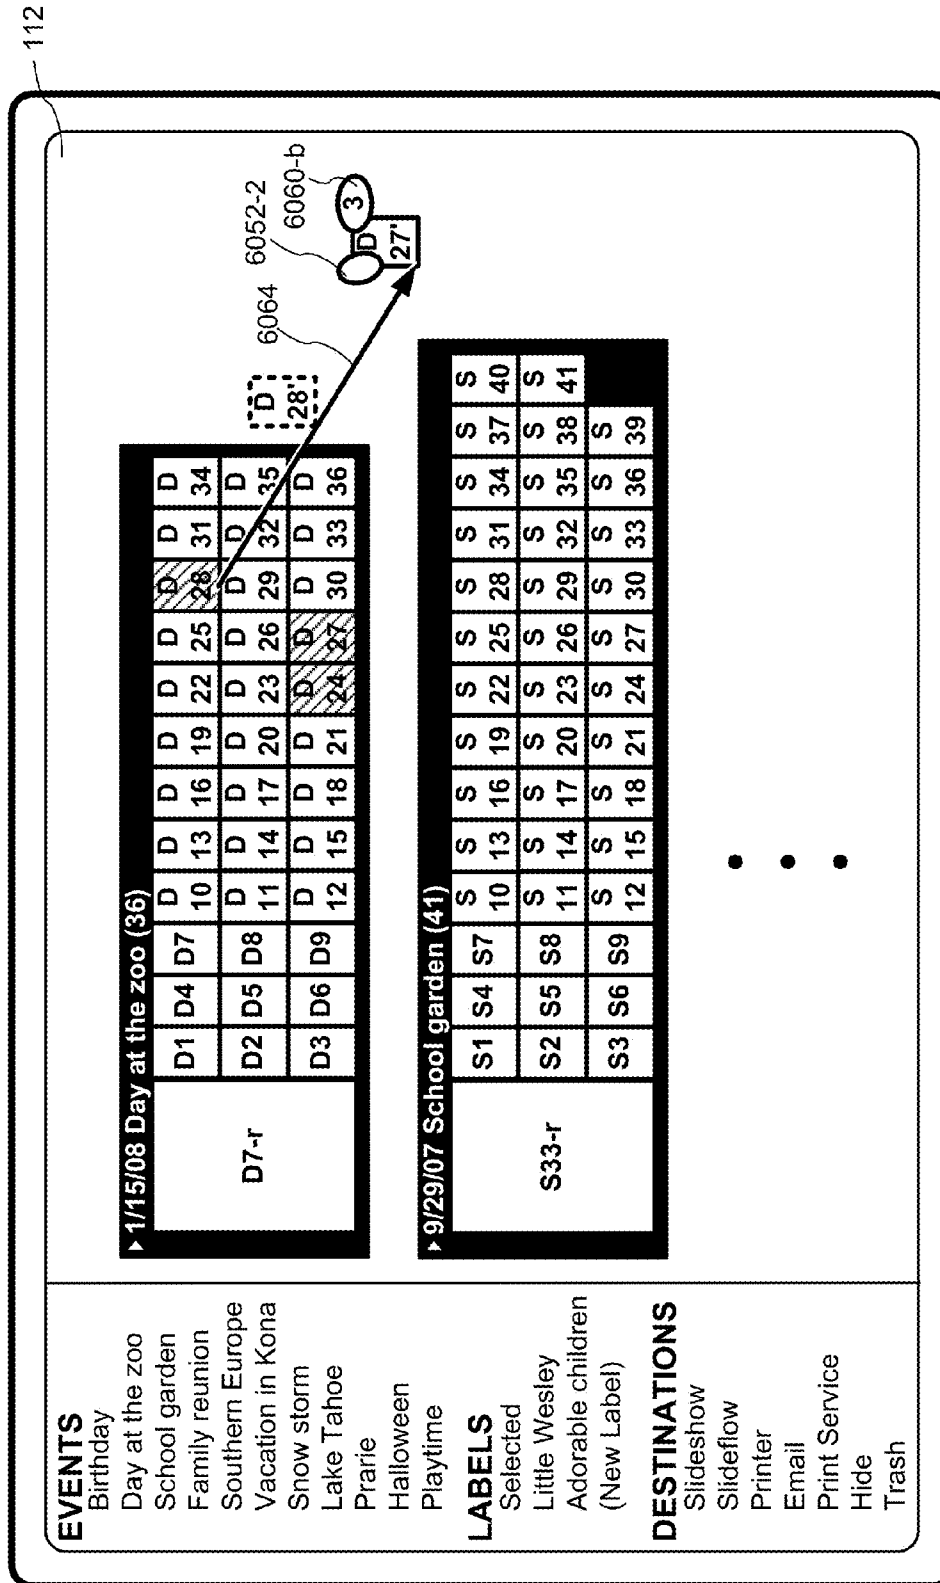 112
EVENTS
Birthday
Day at the zoo
School garden
Family reunion
Southern Europe
Vacation in Kona
Snow storm
Lake Tahoe
Prarie
Halloween
Playtime
LABELS
Selected
Little Wesley
Adorable children
(New Label)
DESTINATIONS
Slideshow
Slideflow
Printer
Email
Print Service
Hide
Trash
1/15/08 Day at the zoo (36)
D7-r
D1 D4 D7 D 10 D 13 D 16 D 19 D 22 D 25 D 28 D 31 D 34
D2 D5 D8 D 11 D 14 D 17 D 20 D 23 D 26 D 29 D 32 D 35
D3 D6 D9 D 12 D 15 D 18 D 21 D 24 D 27 D 30 D 33 D 36
D 28'
6064
6052-2
6060-b
3
D 27'
9/29/07 School garden (41)
S33-r
S1 S4 S7 S 10 S 13 S 16 S 19 S 22 S 25 S 28 S 31 S 34 S 37 S 40
S2 S5 S8 S 11 S 14 S 17 S 20 S 23 S 26 S 29 S 32 S 35 S 38 S 41
S3 S6 S9 S 12 S 15 S 18 S 21 S 24 S 27 S 30 S 33 S 36 S 39